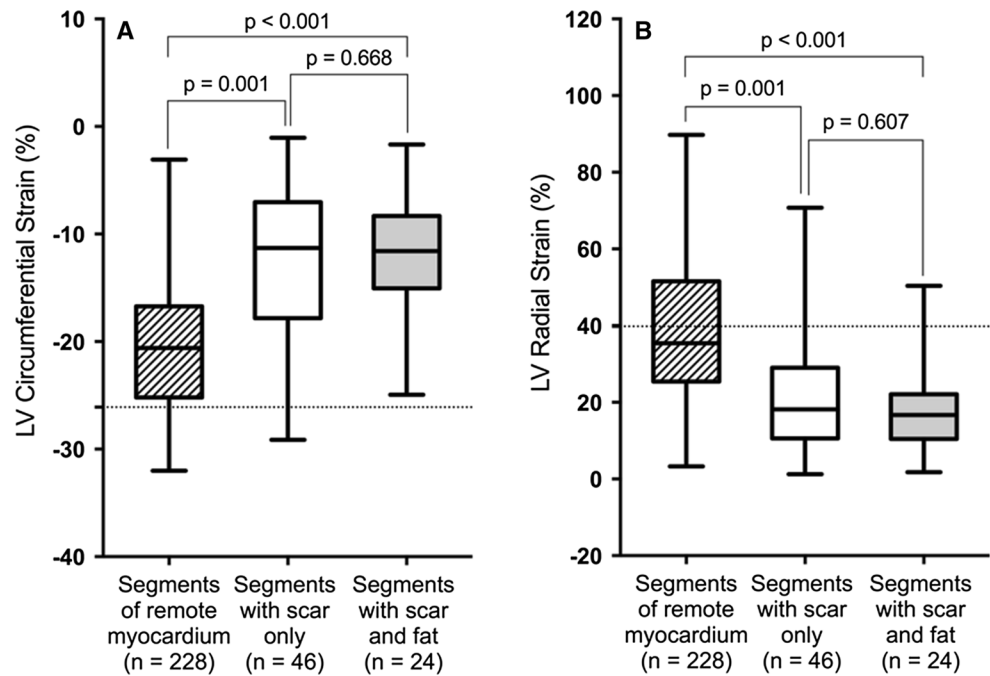 A
p < 0.001
p = 0.668
p = 0.001
LV Circumferential Strain (%)
10
0
-10
-20
-30
-40
Segments
of remote
myocardium
(n = 228)
Segments
with scar
only
(n = 46)
Segments
with scar
and fat
(n = 24)
B
p < 0.001
p = 0.001
p = 0.607
LV Radial Strain (%)
120
100
80
60
40
20
0
-20
Segments
of remote
myocardium
(n = 228)
Segments
with scar
only
(n = 46)
Segments
with scar
and fat
(n = 24)